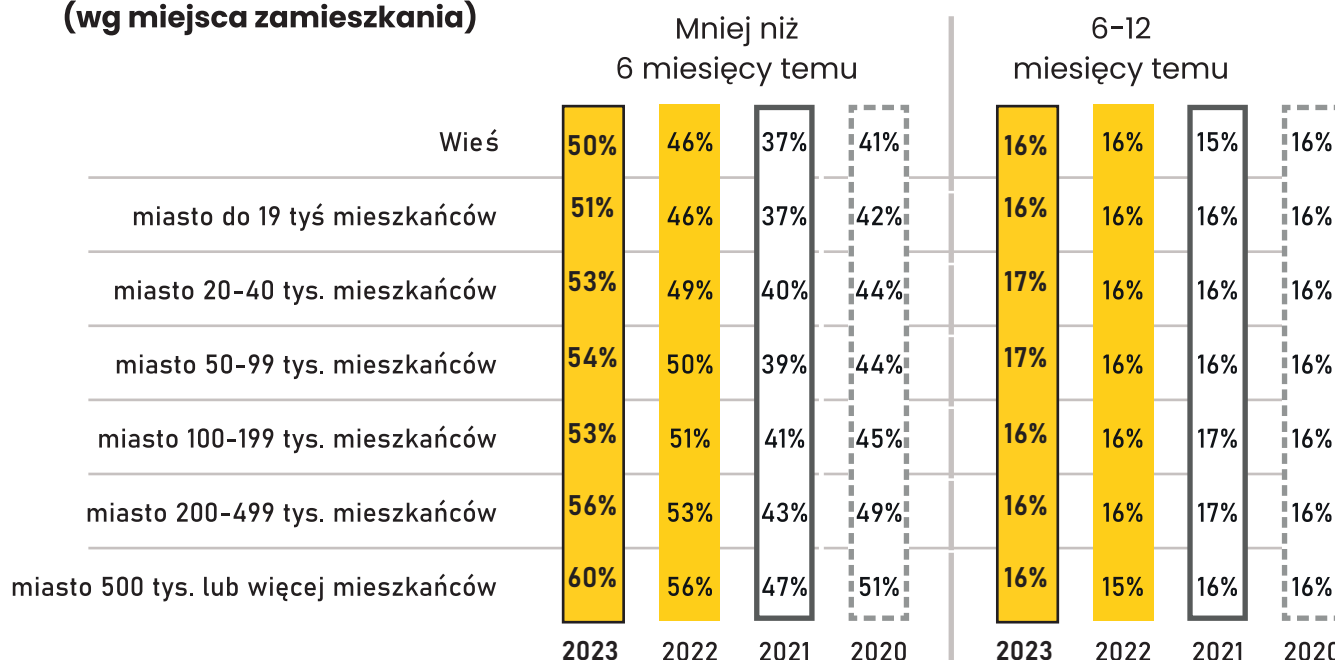 (wg miejsca zamieszkania)
Mniej niż
6 miesięcy temu
6-12
miesięcy temu
Wieś 50% 46% 37% 41% 16% 16% 15% 16%
miasto do 19 tyś mieszkańców 51% 46% 37% 42% 16% 16% 16% 16%
miasto 20-40 tys. mieszkańców 53% 49% 40% 44% 17% 16% 16% 16%
miasto 50-99 tys. mieszkańców 54% 50% 39% 44% 17% 16% 16% 16%
miasto 100-199 tys. mieszkańców 53% 51% 41% 45% 16% 16% 17% 16%
miasto 200-499 tys. mieszkańców 56% 53% 43% 49% 16% 16% 17% 16%
miasto 500 tys. lub więcej mieszkańców 60% 56% 47% 51% 16% 15% 16% 16%
2023 2022 2021 2020 2023 2022 2021 2020